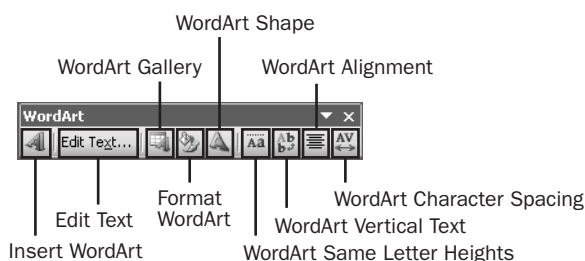 WordArt Shape
WordArt Gallery
WordArt Alignment
WordArt
Edit Text...
Aa
Ab
b
AV
Format
WordArt
WordArt Character Spacing
Edit Text
WordArt Vertical Text
Insert WordArt
WordArt Same Letter Heights